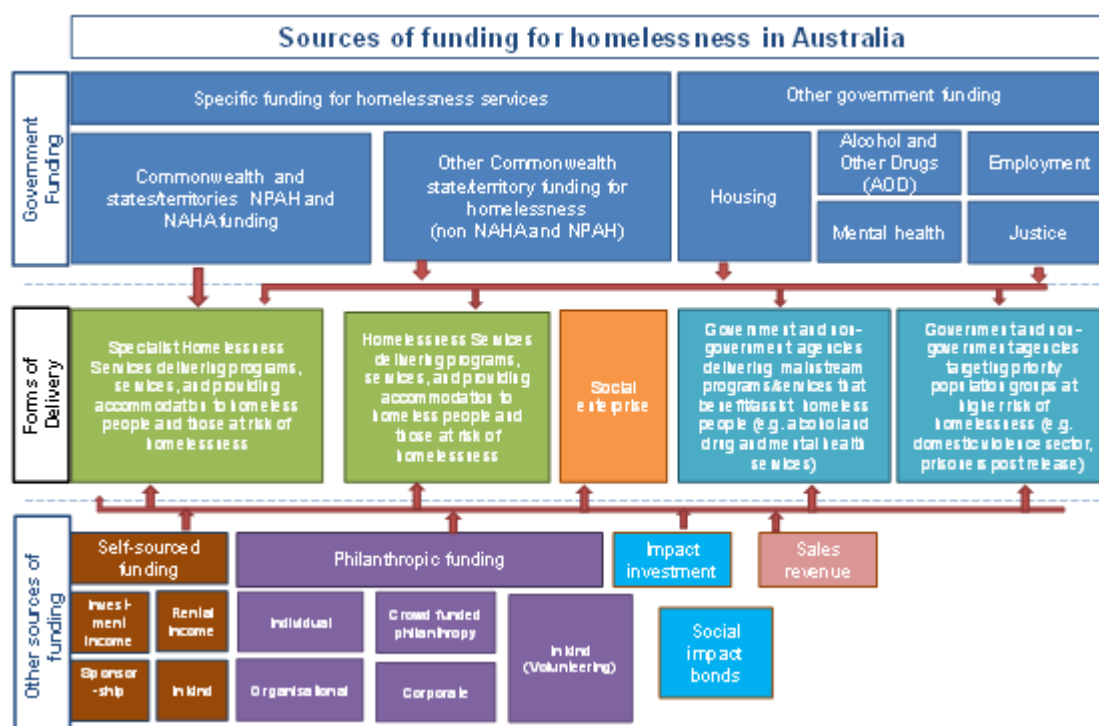 Sources of funding for homelessness in Australia
Government
Funding
Specific funding for homelessness services
Other government funding
Commonwealth and
states/territories NPAH and
NAHA funding
Other Commonwealth
state/territory funding for
homelessness
(non NAHA and NPAH)
Housing
Alcohol and
Other Drugs
(AOD)
Employment
Mental health
Justice
Forms of
Delivery
Specialist Homelessness
Services delivering programs,
services, and providing
accommodation to homeless
people and those at risk of
homelessness
Homelessness Services
delivering programs,
services, and providing
accommodation to
homeless people and
those at risk of
homelessness
Social
enterprise
Government and non-
government agencies
delivering mainstream
programs/services that
benefit/assist homeless
people (e.g. alcohol and
drug and mental health
services)
Government and non-
government agencies
targeting priority
population groups at
higher risk of
homelessness (e.g.
domestic violence sector,
prisoners post release)
Other sources of
funding
Self-sourced
funding
Philanthropic funding
Impact
investment
Sales
revenue
Invest-
ment
income
Rental
income
Individual
Crowd funded
philanthropy
In kind
(Volunteering)
Social
impact
bonds
Sponsor
-ship
In kind
Organisational
Corporate